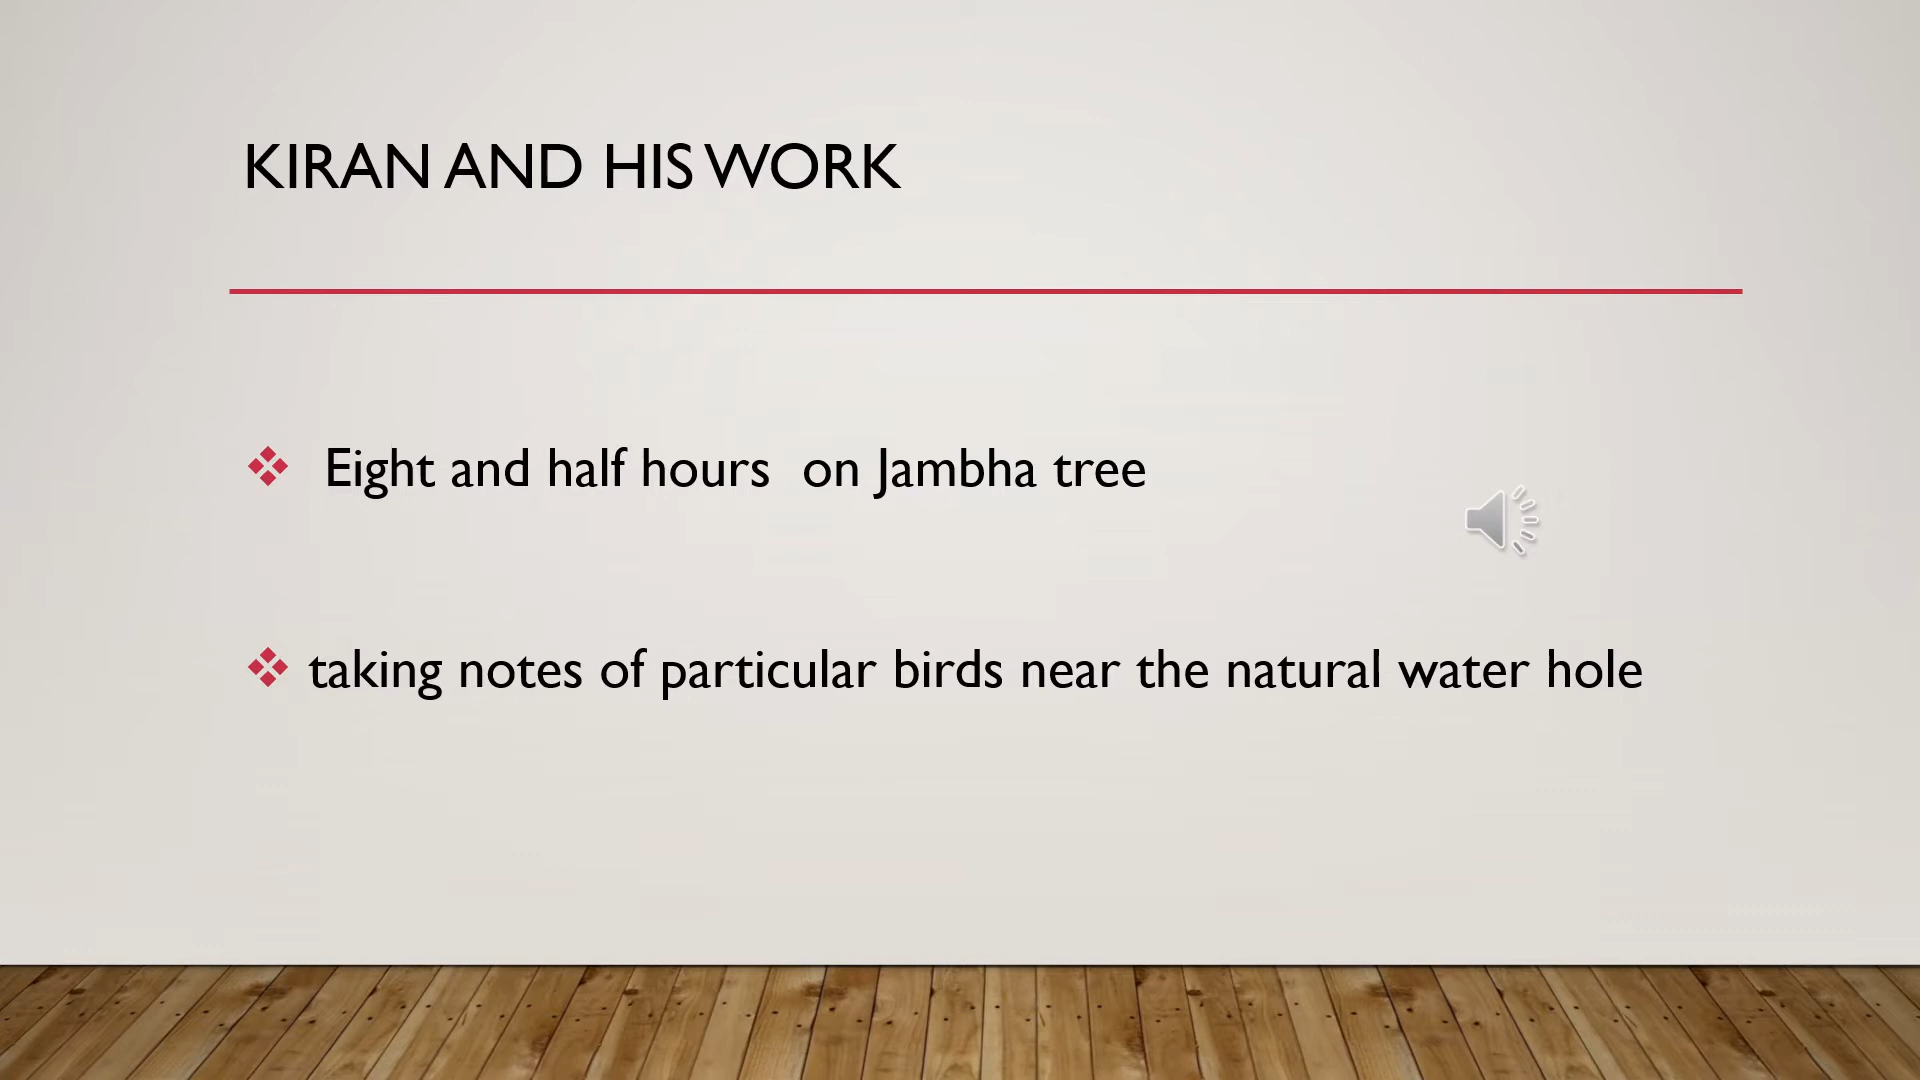 KIRAN AND HIS WORK
Eight and half hours  on Jambha tree
taking notes of particular birds near the natural water hole